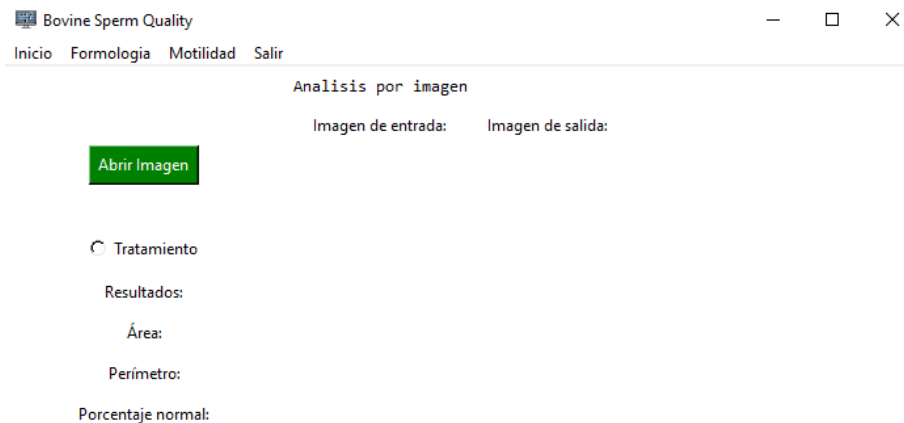 Bovine Sperm Quality
Inicio Formologia Motilidad Salir
Analisis por imagen
Imagen de entrada: Imagen de salida:
Abrir Imagen
Tratamiento
Resultados:
Área:
Perímetro:
Porcentaje normal: